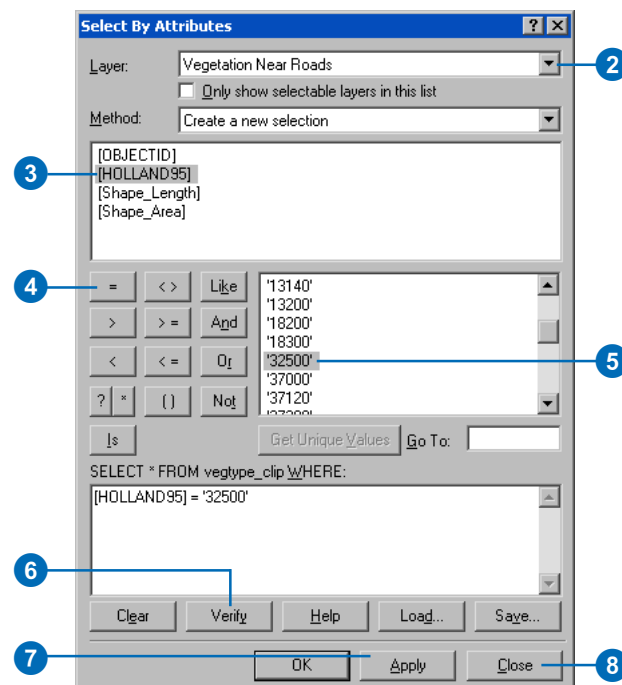 Select By Attributes ? X
Layer: Vegetation Near Roads 2
Only show selectable layers in this list
Method: Create a new selection
[OBJECTID]
3 [HOLLAND95]
[Shape_Length]
[Shape_Area]
4 = < > Like
> > = And
< < = Or
? * ( ) Not
Is
'13140'
'13200'
'18200'
'18300'
'32500' 5
'37000'
'37120'
Get Unique Values Go To:
SELECT * FROM vegtype_clip WHERE:
[HOLLAND95] = '32500'
6
Clear Verify Help Load... Save...
7 OK Apply Close 8